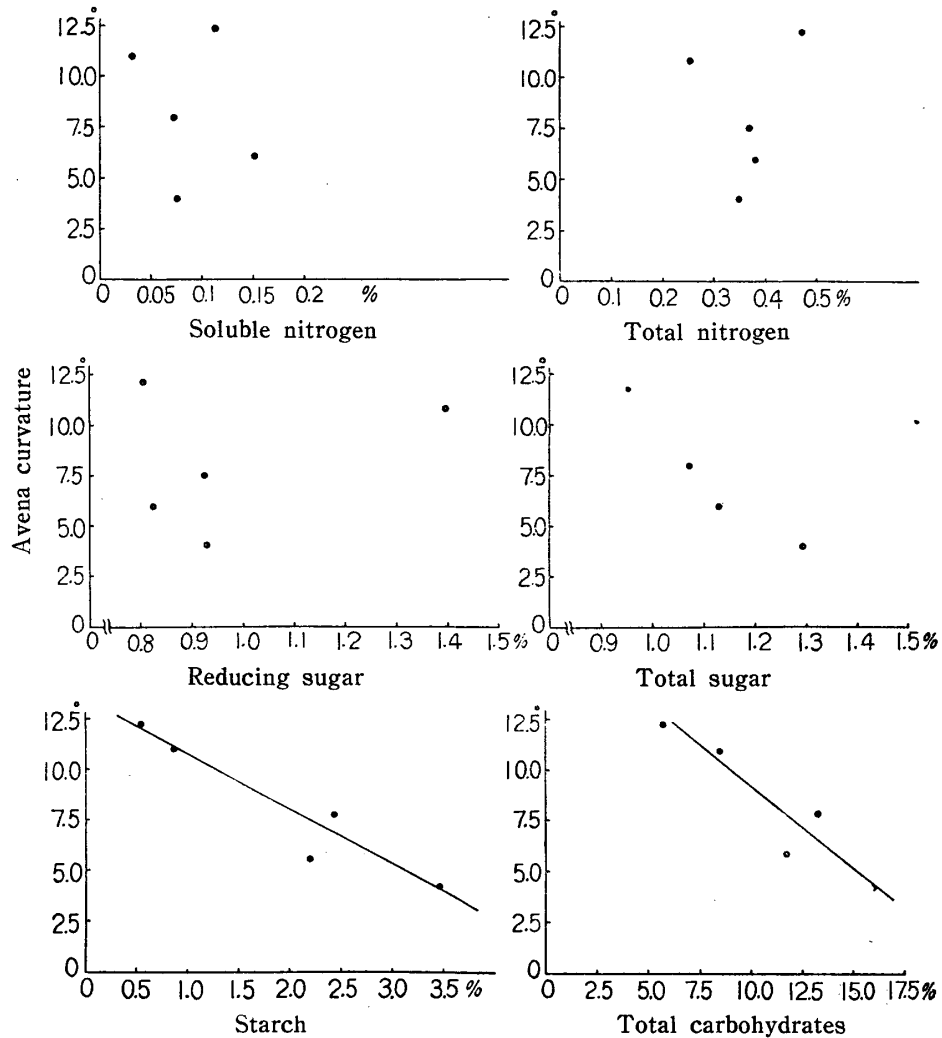 12.5° 12.5°
10.0 10.0
7.5 7.5
5.0 5.0
2.5 2.5
0 0
0 0.05 0.1 0.15 0.2 % 0 0.1 0.2 0.3 0.4 0.5 %
Soluble nitrogen Total nitrogen
Avena curvature
12.5° 12.5°
10.0 10.0
7.5 7.5
5.0 5.0
2.5 2.5
0 0
0 0.8 0.9 1.0 1.1 1.2 1.3 1.4 1.5 % 0 0.9 1.0 1.1 1.2 1.3 1.4 1.5 %
Reducing sugar Total sugar
12.5° 12.5°
10.0 10.0
7.5 7.5
5.0 5.0
2.5 2.5
0 0
0 0.5 1.0 2.0 3.0 3.5 % 0 2.5 5.0 7.5 10.0 12.5 15.0 17.5 %
Starch Total carbohydrates